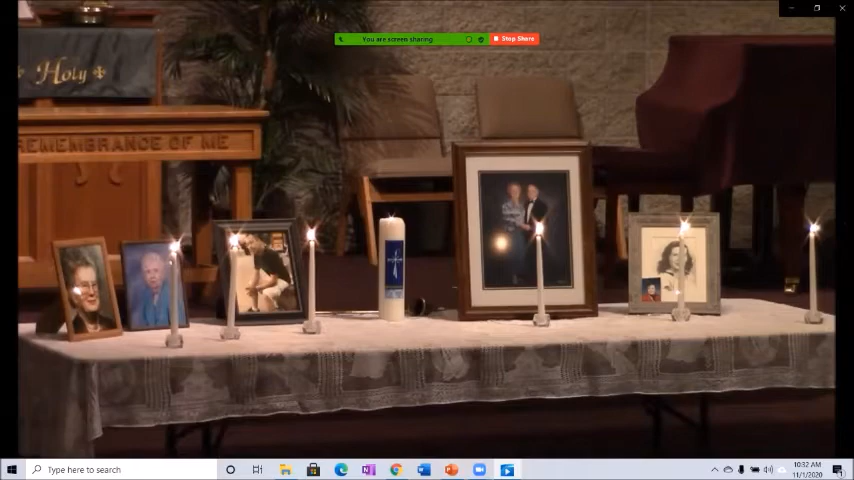 You are screen sharing
Stop Share
Holy
REMEMBRANCE OF ME
Type here to search
10:32 AM
11/1/2020